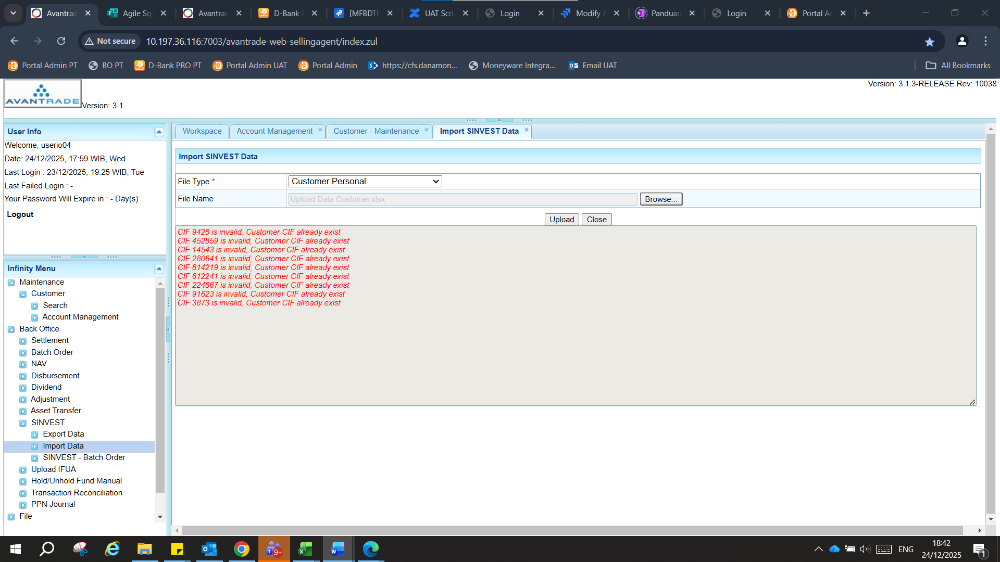 Avantrad
Agile Sq
Avantrac
D-Bank
[MFBDTE
UAT Scri
Login
Modify &
Panduan
Login
Portal Ac
Not secure
10.197.36.116:7003/avantrade-web-sellingagent/index.zul
Portal Admin PT
BO PT
D-Bank PRO PT
Portal Admin UAT
Portal Admin
https://cfs.danamon...
Moneyware Integra...
Email UAT
All Bookmarks
AVANTRADE
Version: 3.1
Version: 3.1.3-RELEASE Rev: 10038
User Info
Welcome, userio04
Date: 24/12/2025, 17:59 WIB, Wed
Last Login : 23/12/2025, 19:25 WIB, Tue
Last Failed Login : -
Your Password Will Expire in : - Day(s)
Logout
Infinity Menu
Maintenance
Customer
Search
Account Management
Back Office
Settlement
Batch Order
NAV
Disbursement
Dividend
Adjustment
Asset Transfer
SINVEST
Export Data
Import Data
SINVEST - Batch Order
Upload IFUA
Hold/Unhold Fund Manual
Transaction Reconciliation
PPN Journal
File
Workspace
Account Management
Customer - Maintenance
Import SINVEST Data
Import SINVEST Data
File Type *
Customer Personal
File Name
Upload Data Customer.xlsx
Browse...
Upload
Close
CIF 9428 is invalid, Customer CIF already exist
CIF 452859 is invalid, Customer CIF already exist
CIF 14543 is invalid, Customer CIF already exist
CIF 280641 is invalid, Customer CIF already exist
CIF 814219 is invalid, Customer CIF already exist
CIF 612241 is invalid, Customer CIF already exist
CIF 224867 is invalid, Customer CIF already exist
CIF 91623 is invalid, Customer CIF already exist
CIF 3873 is invalid, Customer CIF already exist
9+
ENG
18:42
24/12/2025
1